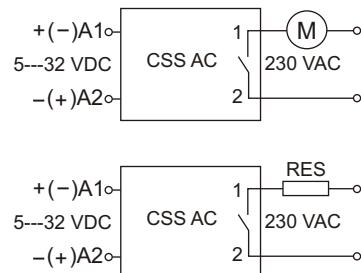 +(−)A1 1 M
5---32 VDC CSS AC 230 VAC
−(+)A2 2
RES
+(−)A1 1
5---32 VDC CSS AC 230 VAC
−(+)A2 2